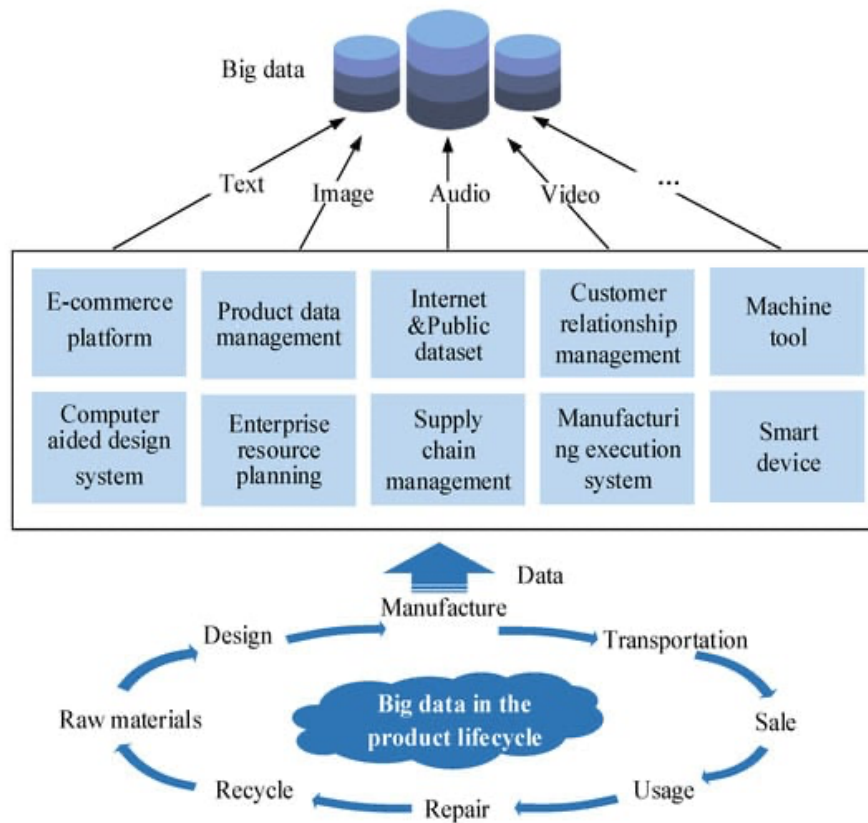 Big data
Text
Image
Audio
Video
...
E-commerce
platform
Product data
management
Internet
&Public
dataset
Customer
relationship
management
Machine
tool
Computer
aided design
system
Enterprise
resource
planning
Supply
chain
management
Manufacturi
ng execution
system
Smart
device
Data
Manufacture
Design
Transportation
Raw materials
Big data in the
product lifecycle
Sale
Recycle
Repair
Usage